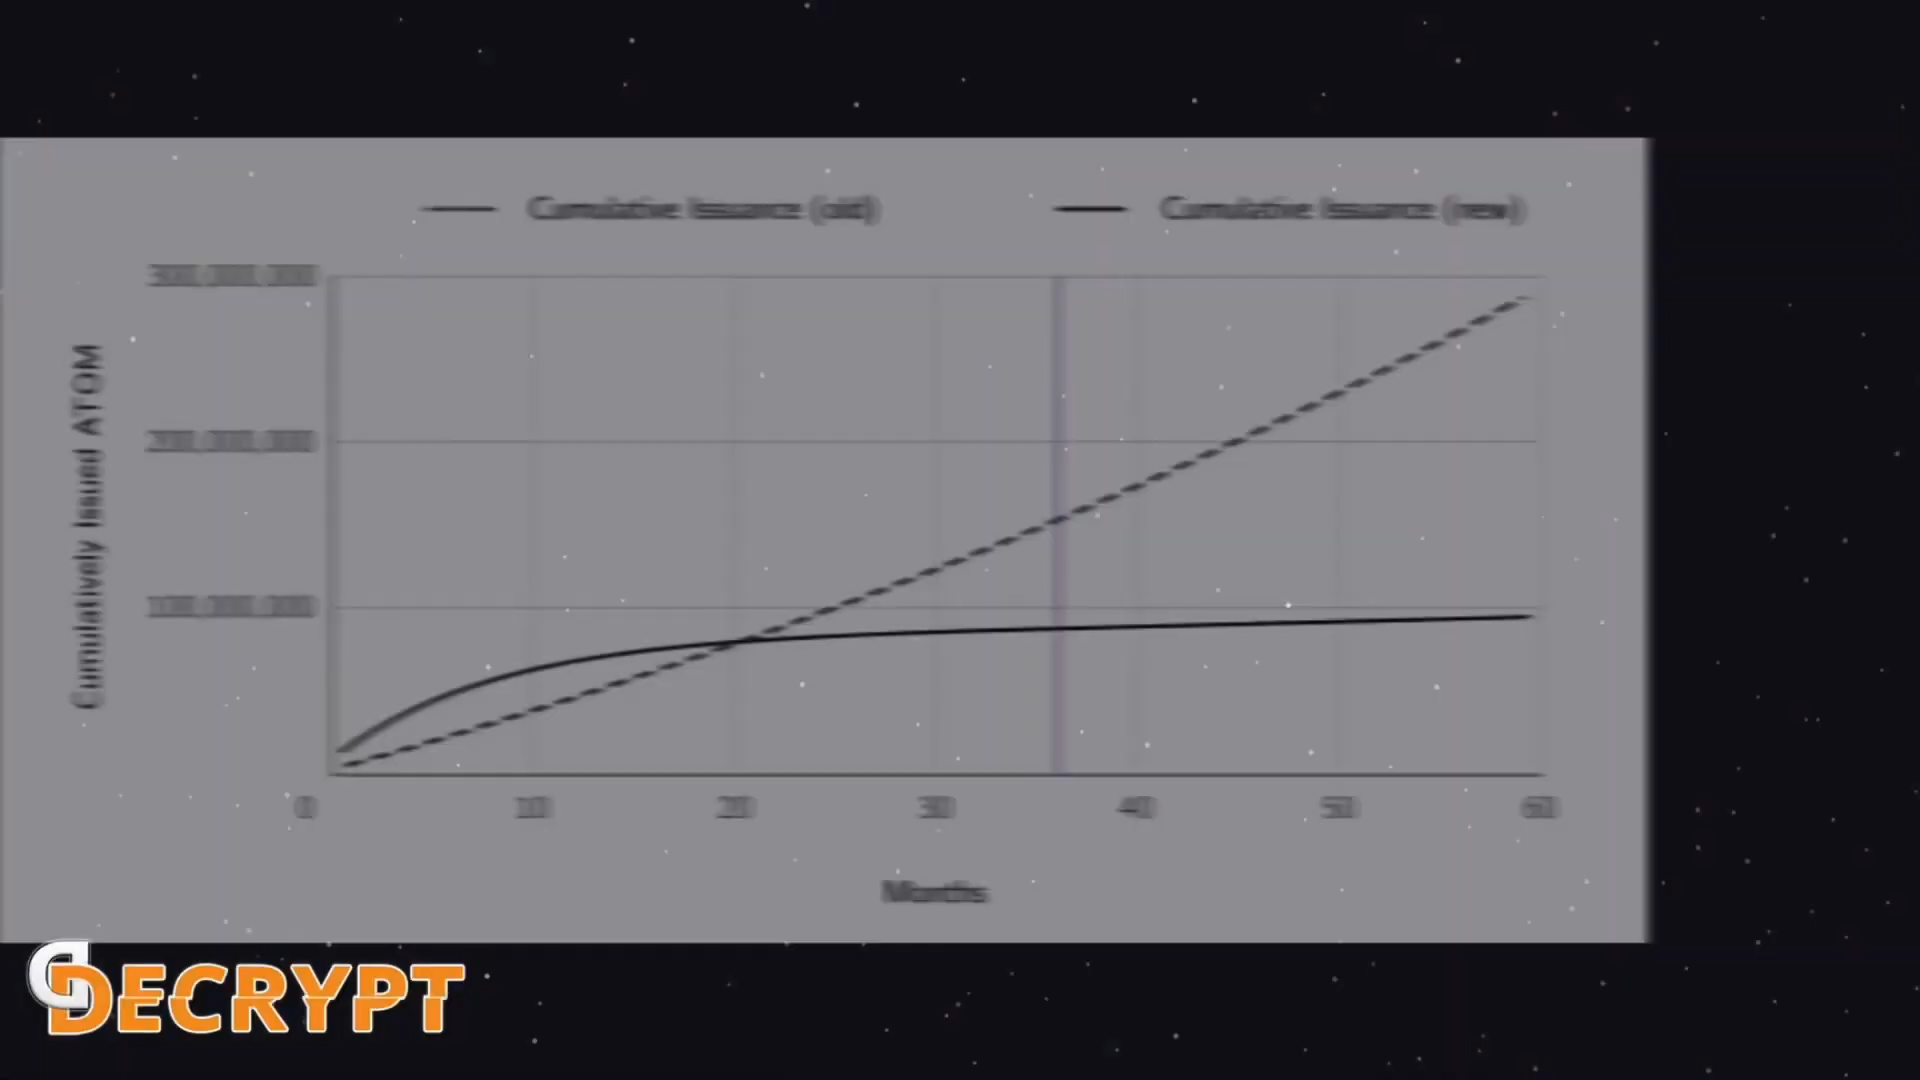 Cumulative Issuance (old)
Cumulative Issuance (new)
300,000,000
200,000,000
100,000,000
Cumulatively Issued ATOM
0 10 20 30 40 50 60
Months
DECRYPT